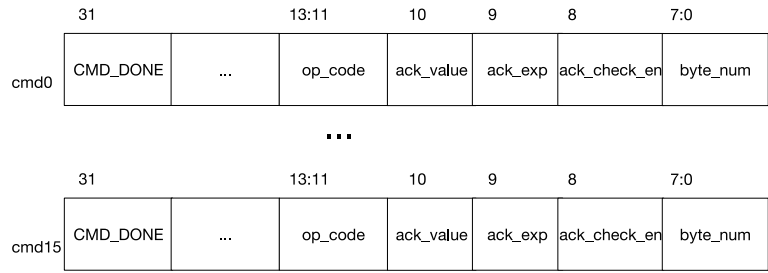 31 13:11 10 9 8 7:0
cmd0 CMD_DONE ... op_code ack_value ack_exp ack_check_en byte_num
...
31 13:11 10 9 8 7:0
cmd15 CMD_DONE ... op_code ack_value ack_exp ack_check_en byte_num